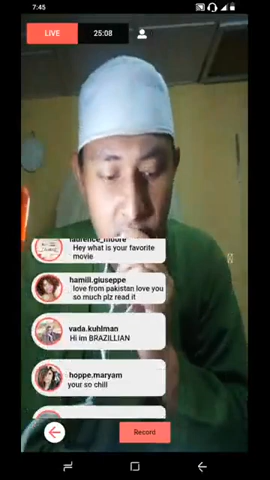 7:45
LIVE
25:08
laurence_moore
Hey what is your favorite
movie
hamill.giuseppe
love from pakistan love you
so much plz read it
vada.kuhlman
Hi im BRAZILLIAN
hoppe.maryam
your so chill
Record